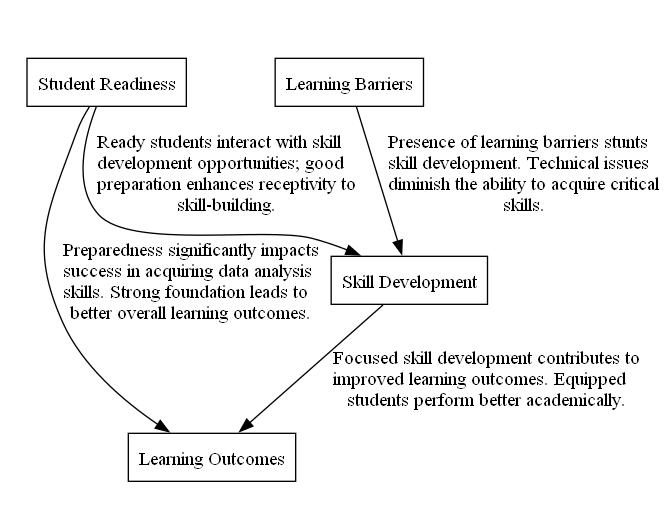 Student Readiness
Learning Barriers
Ready students interact with skill
development opportunities; good
preparation enhances receptivity to
skill-building.
Presence of learning barriers stunts
skill development. Technical issues
diminish the ability to acquire critical
skills.
Preparedness significantly impacts
success in acquiring data analysis
skills. Strong foundation leads to
better overall learning outcomes.
Skill Development
Focused skill development contributes to
improved learning outcomes. Equipped
students perform better academically.
Learning Outcomes